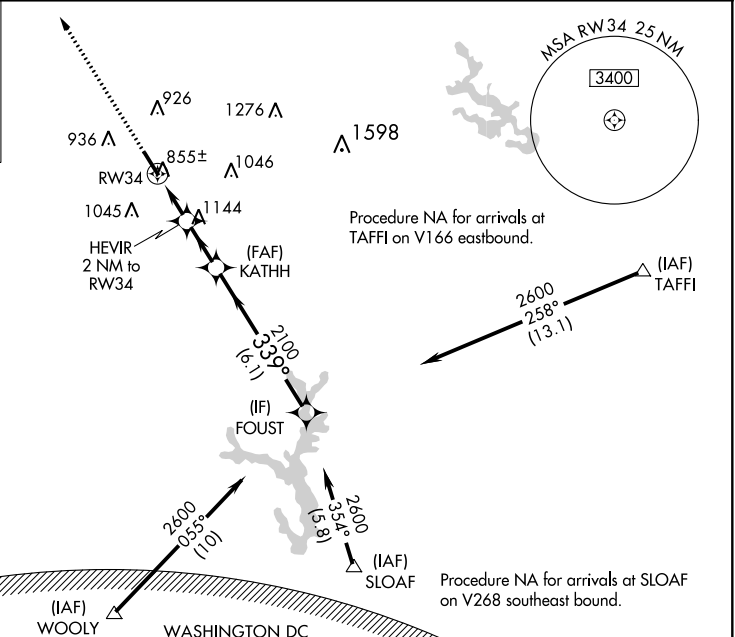 MSA RW34 25 NM
3400
926
1276
936
1598
855±
RW34
1046
1045
1144
HEVIR
2 NM to
RW34
(FAF)
KATHH
Procedure NA for arrivals at
TAFFI on V166 eastbound.
(IAF)
TAFFI
2600
258°
(13.1)
2100
339°
(6.1)
(IF)
FOUST
2600
055°
(10)
2600
354°
(5.8)
(IAF)
SLOAF
Procedure NA for arrivals at SLOAF
on V268 southeast bound.
(IAF)
WOOLY
WASHINGTON DC